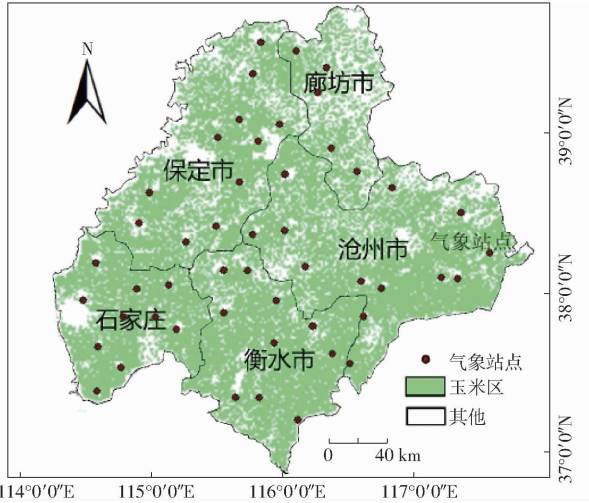 N
廊坊市
保定市
沧州市
气象站点
石家庄
衡水市
气象站点
玉米区
其他
0 40 km
39°0′0″N
38°0′0″N
37°0′0″N
114°0′0″E
115°0′0″E
116°0′0″E
117°0′0″E